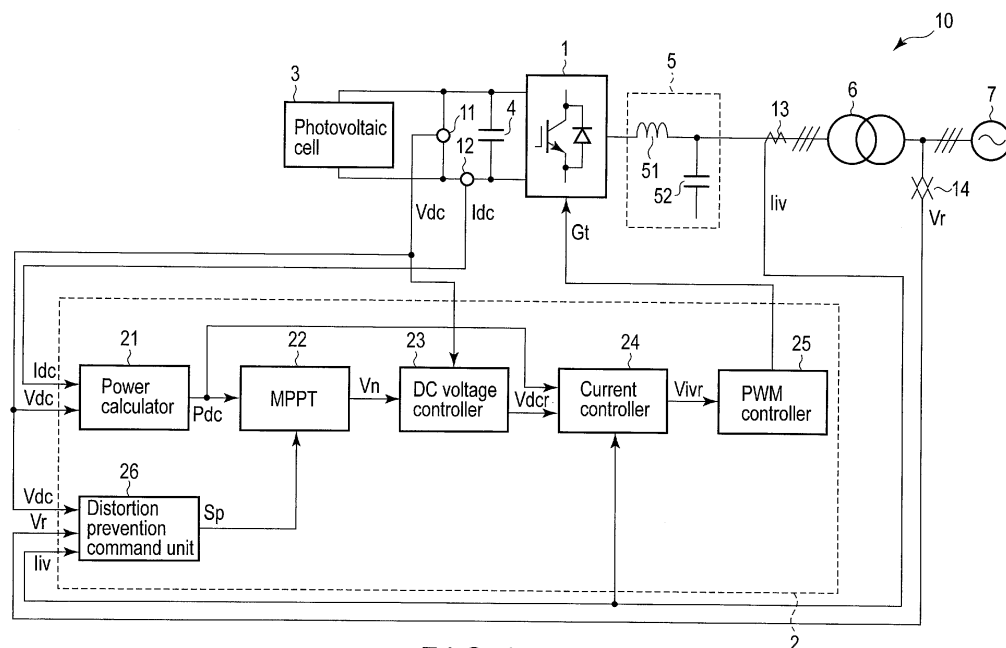 10
1
5
3
13
6
7
Photovoltaic
cell
11
4
12
51
52
14
Vdc
Idc
Gt
Iiv
Vr
21
22
23
24
25
Idc
Vdc
Power
calculator
Pdc
MPPT
Vn
DC voltage
controller
Vdcr
Current
controller
Vivr
PWM
controller
26
Vdc
Vr
Iiv
Distortion
prevention
command unit
Sp
2